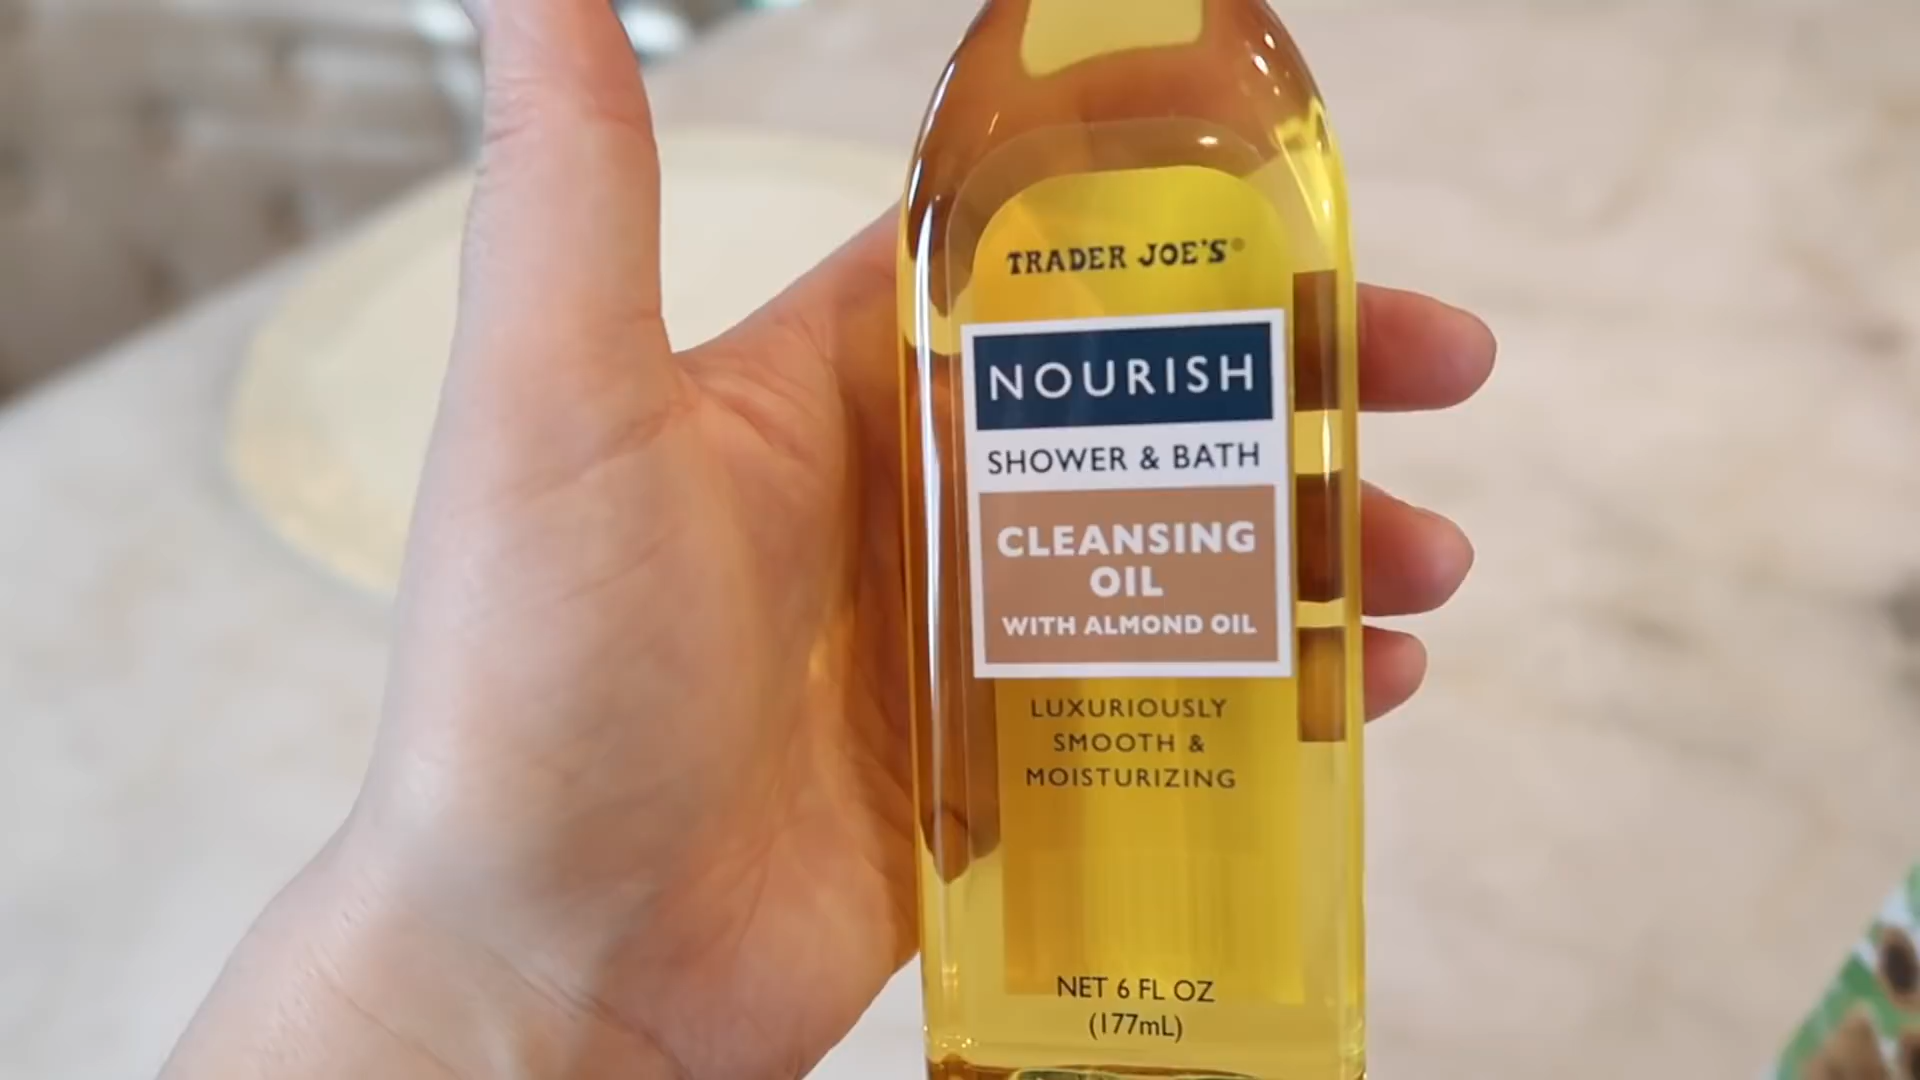 TRADER JOE'S®
NOURISH
SHOWER & BATH
CLEANSING
OIL
WITH ALMOND OIL
LUXURIOUSLY
SMOOTH &
MOISTURIZING
NET 6 FL OZ
(177mL)